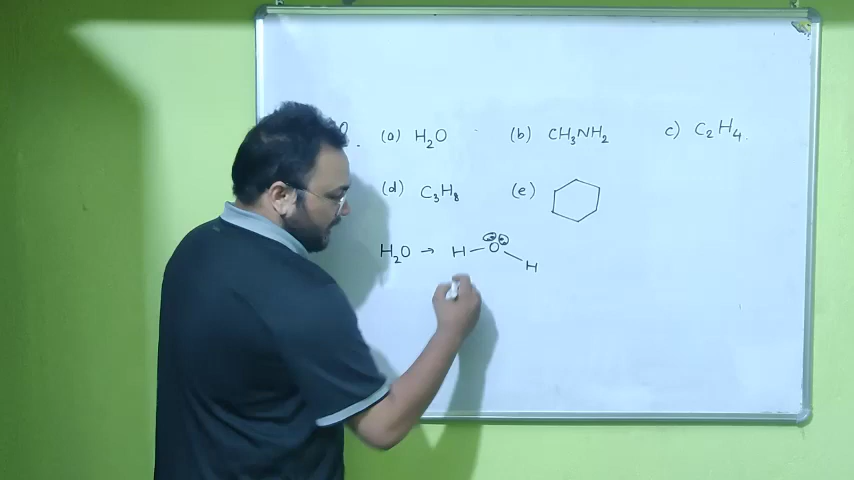 Q. (a) H₂O (b) CH₃NH₂ c) C₂H₄.
(d) C₃H₈ (e)
H₂O → H – O
H